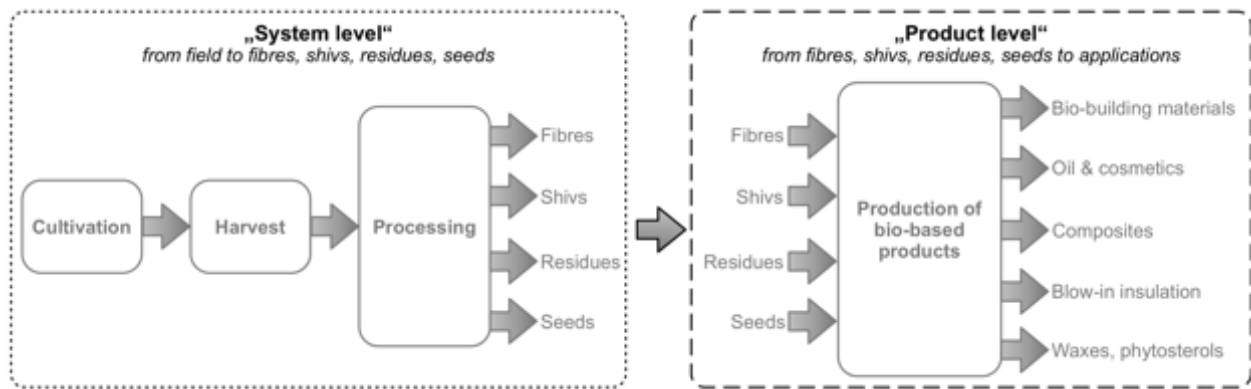 „System level“
from field to fibres, shivs, residues, seeds
Cultivation
Harvest
Processing
Fibres
Shivs
Residues
Seeds
„Product level“
from fibres, shivs, residues, seeds to applications
Fibres
Shivs
Residues
Seeds
Production of
bio-based
products
Bio-building materials
Oil & cosmetics
Composites
Blow-in insulation
Waxes, phytosterols